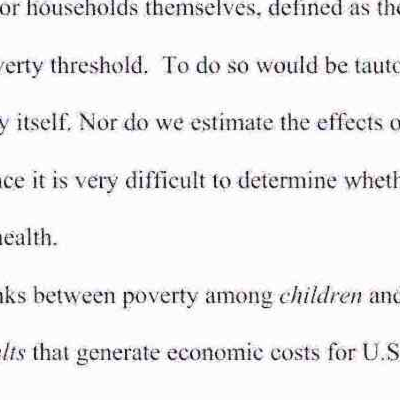 or households themselves, defined as the
verty threshold.  To do so would be tauto
y itself. Nor do we estimate the effects o
nce it is very difficult to determine wheth
health.
nks between poverty among children and
ults that generate economic costs for U.S